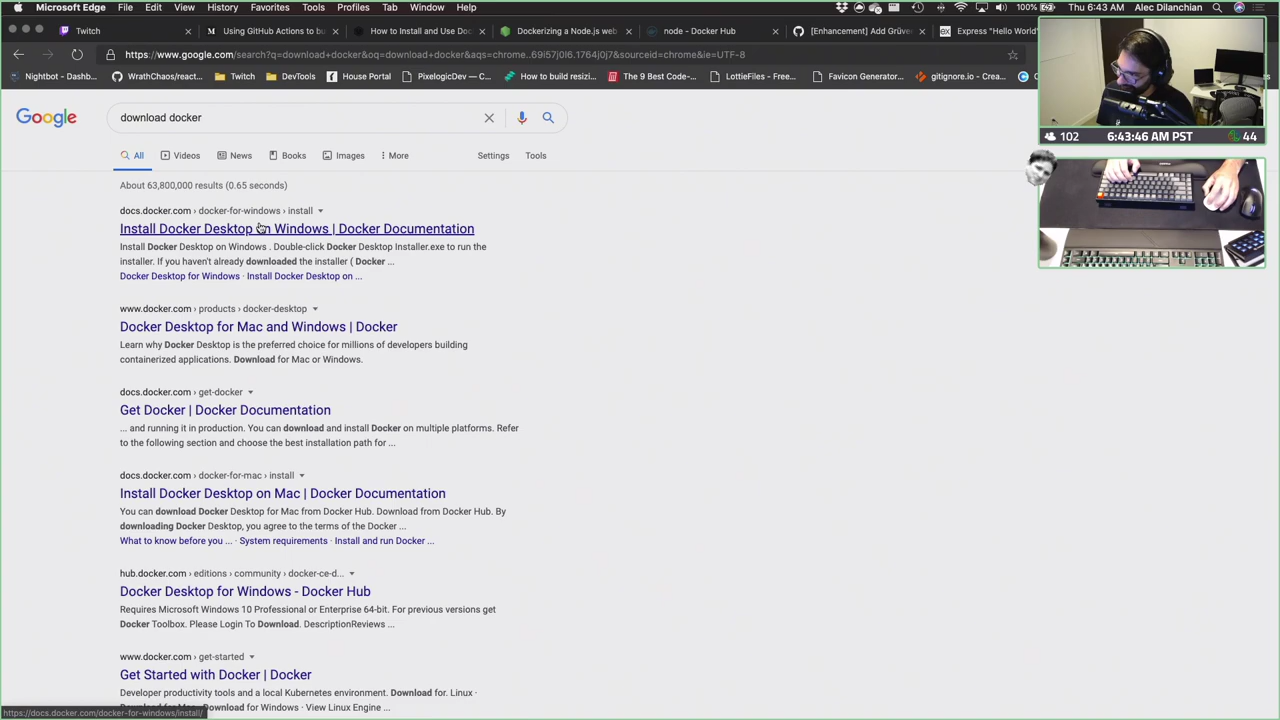 Microsoft Edge File Edit View History Favorites Tools Profiles Tab Window Help 100% Thu 6:43 AM Alec Dilanchian
Twitch × Using GitHub Actions to bu How to Install and Use Doc × Dockerizing a Node.js web × node - Docker Hub × [Enhancement] Add Grüve × Express "Hello World"
https://www.google.com/search?q=download+docker&oq=download+docker&aqs=chrome..69i57j0l6.1764j0j7&sourceid=chrome&ie=UTF-8
Nightbot - Dashb... WrathChaos/react... Twitch DevTools House Portal PixelogicDev — C... How to build resizi... The 9 Best Code-... LottieFiles - Free... Favicon Generator... gitignore.io - Crea...
Google
download docker
All Videos News Books Images More Settings Tools
About 63,800,000 results (0.65 seconds)
docs.docker.com › docker-for-windows › install
Install Docker Desktop on Windows | Docker Documentation
Install Docker Desktop on Windows . Double-click Docker Desktop Installer.exe to run the
installer. If you haven't already downloaded the installer ( Docker ...
Docker Desktop for Windows · Install Docker Desktop on ...
www.docker.com › products › docker-desktop
Docker Desktop for Mac and Windows | Docker
Learn why Docker Desktop is the preferred choice for millions of developers building
containerized applications. Download for Mac or Windows.
docs.docker.com › get-docker
Get Docker | Docker Documentation
... and running it in production. You can download and install Docker on multiple platforms. Refer
to the following section and choose the best installation path for ...
docs.docker.com › docker-for-mac › install
Install Docker Desktop on Mac | Docker Documentation
You can download Docker Desktop for Mac from Docker Hub. Download from Docker Hub. By
downloading Docker Desktop, you agree to the terms of the Docker ...
What to know before you ... · System requirements · Install and run Docker ...
hub.docker.com › editions › community › docker-ce-d...
Docker Desktop for Windows - Docker Hub
Requires Microsoft Windows 10 Professional or Enterprise 64-bit. For previous versions get
Docker Toolbox. Please Login To Download. DescriptionReviews ...
www.docker.com › get-started
Get Started with Docker | Docker
Developer productivity tools and a local Kubernetes environment. Download for. Linux ·
Download for Windows · View Linux Engine ...
https://docs.docker.com/docker-for-windows/install/
102 6:43:46 AM PST 44